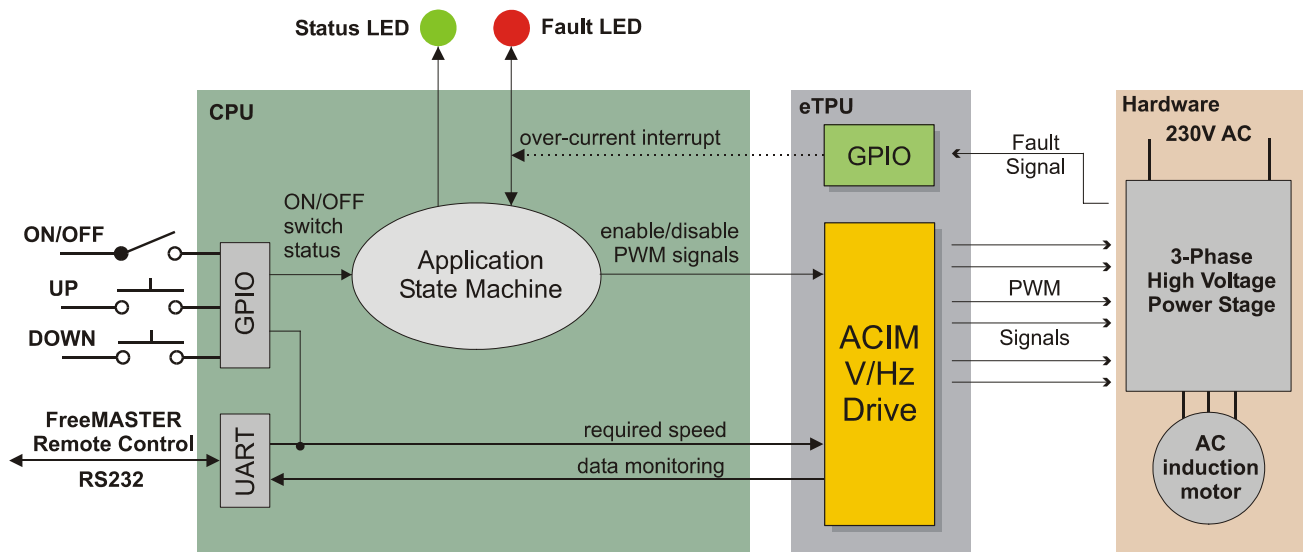 Status LED
Fault LED
CPU
eTPU
Hardware
230V AC
over-current interrupt
GPIO
Fault
Signal
ON/OFF
switch
status
ON/OFF
UP
DOWN
GPIO
Application
State Machine
enable/disable
PWM signals
ACIM
V/Hz
Drive
PWM
Signals
3-Phase
High Voltage
Power Stage
FreeMASTER
Remote Control
RS232
UART
required speed
data monitoring
AC
induction
motor